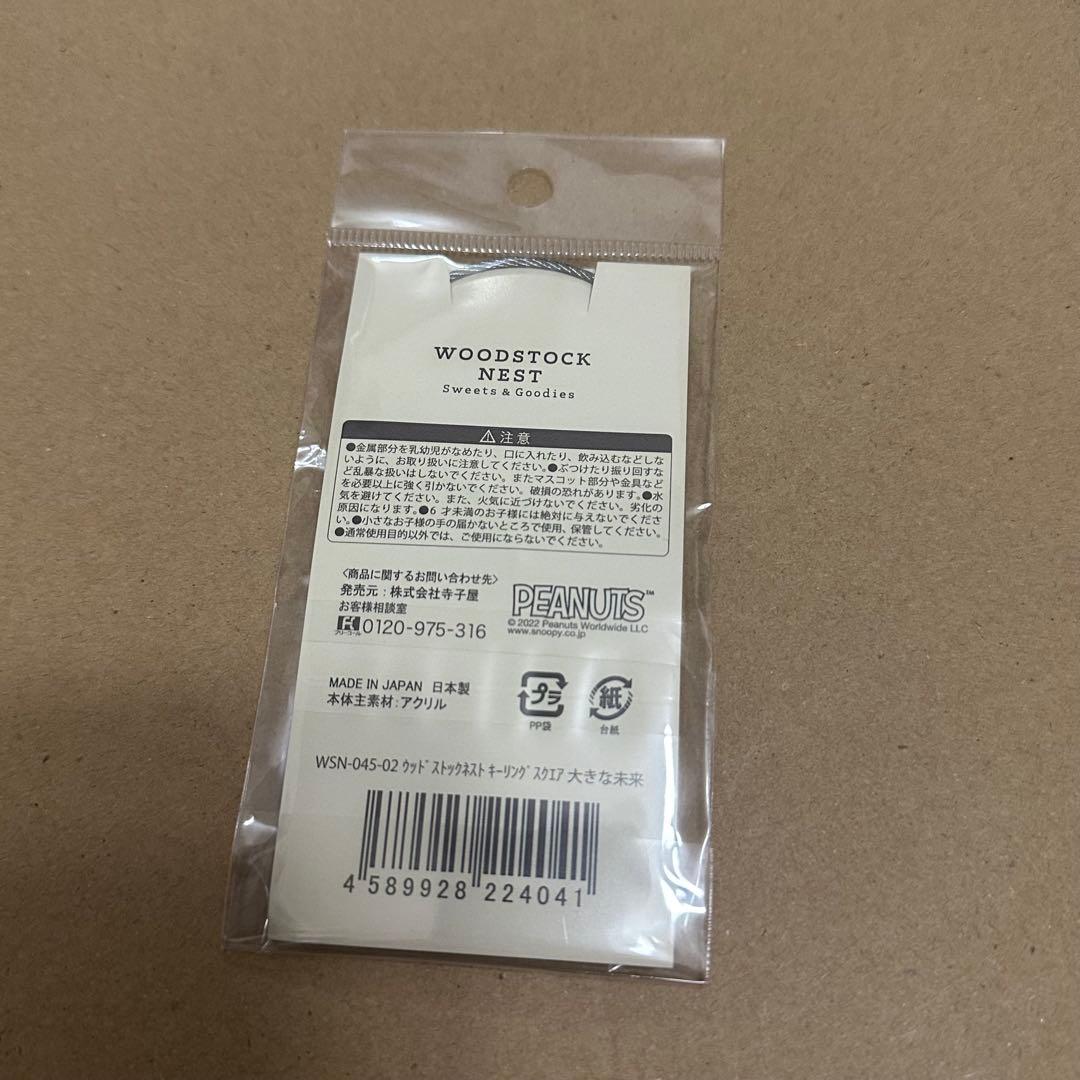 WOODSTOCK
NEST
Sweets & Goodies
⚠注意
●金属部分を乳幼児がなめたり、口に入れたり、飲み込むなどしな
いように、お取り扱いに注意してください。●ぶつけたり振り回すな
ど乱暴な扱いはしないでください。またマスコット部分や金具など
を必要以上に強く引かないでください。破損の恐れがあります。●水
気を避けてください。また、火気に近づけないでください。劣化の
原因になります。●6 才未満のお子様には絶対に与えないでくださ
い。●小さなお子様の手の届かないところで使用、保管してください。
●通常使用目的以外では、ご使用にならないでください。
〈商品に関するお問い合わせ先〉
発売元：株式会社寺子屋
お客様相談室
フリーコール 0120-975-316
PEANUTS™
© 2022 Peanuts Worldwide LLC
www.snoopy.co.jp
MADE IN JAPAN 日本製
本体主素材：アクリル
プラ
PP袋
紙
台紙
WSN-045-02 ｳｯﾄﾞｽﾄｯｸﾈｽﾄ ｷｰﾘﾝｸﾞｽｸｴｱ 大きな未来
4 589928 224041